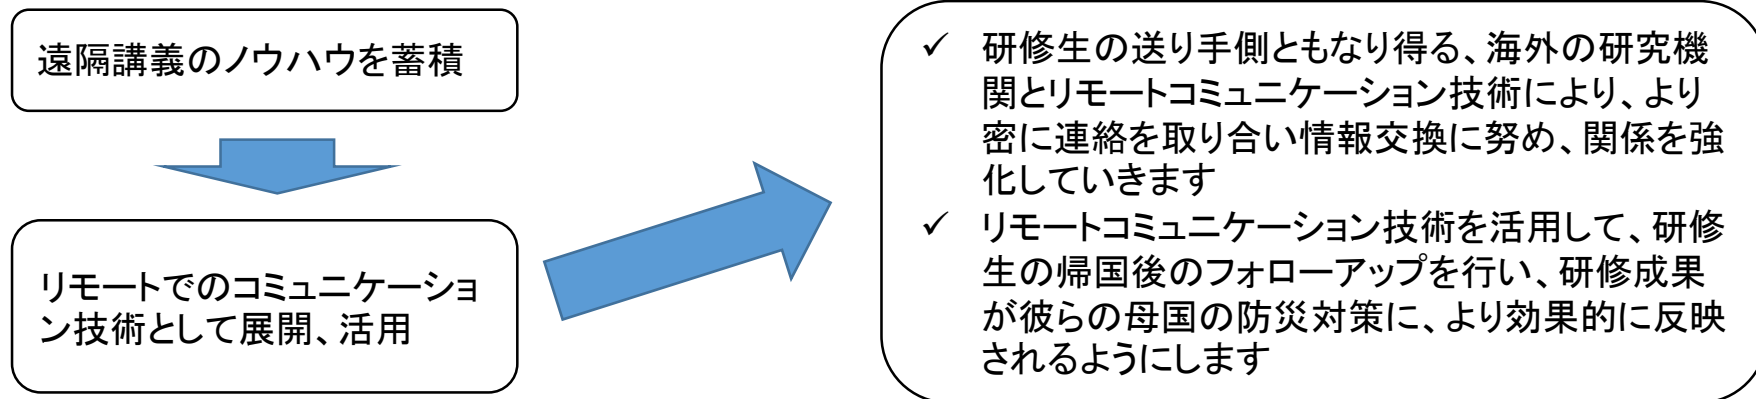 遠隔講義のノウハウを蓄積
リモートでのコミュニケーショ
ン技術として展開、活用
✓ 研修生の送り手側ともなり得る、海外の研究機
関とリモートコミュニケーション技術により、より
密に連絡を取り合い情報交換に努め、関係を強
化していきます
✓ リモートコミュニケーション技術を活用して、研修
生の帰国後のフォローアップを行い、研修成果
が彼らの母国の防災対策に、より効果的に反映
されるようにします